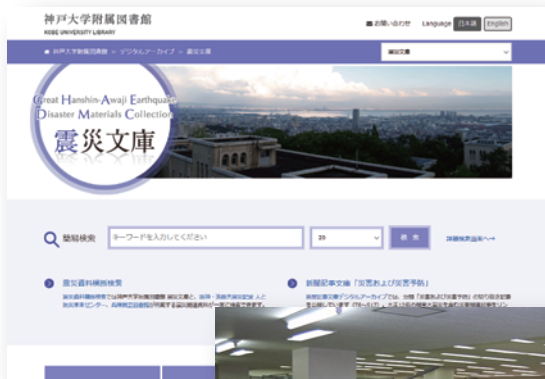 神戸大学附属図書館
KOBE UNIVERSITY LIBRARY
お問い合わせ Language 日本語 English
神戸大学附属図書館 > デジタルアーカイブ > 震災文庫
震災文庫
Great Hanshin-Awaji Earthquake
Disaster Materials Collection
震災文庫
簡易検索 キーワードを入力してください 20 検索 詳細検索画面へ→
震災資料横断検索
新聞記事文庫「災害および災害予防」